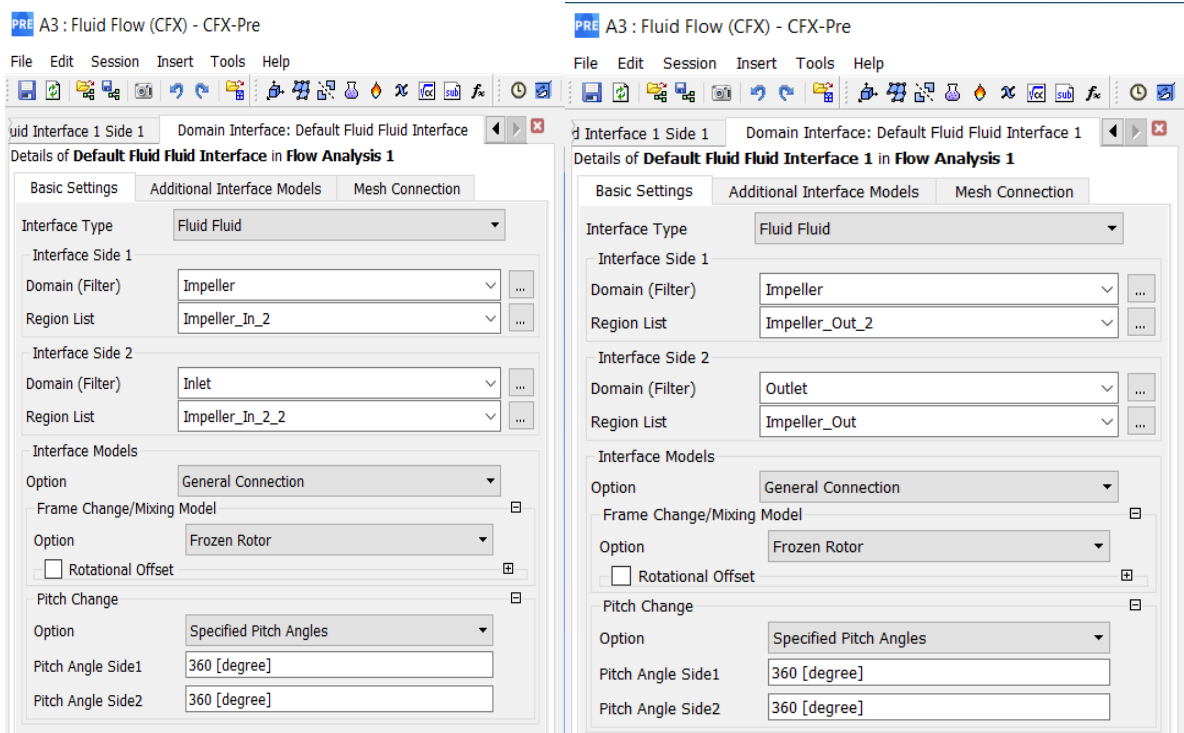 PRE A3 : Fluid Flow (CFX) - CFX-Pre
File Edit Session Insert Tools Help
uid Interface 1 Side 1 Domain Interface: Default Fluid Fluid Interface
Details of Default Fluid Fluid Interface in Flow Analysis 1
Basic Settings Additional Interface Models Mesh Connection
Interface Type Fluid Fluid
Interface Side 1
Domain (Filter) Impeller ...
Region List Impeller_In_2 ...
Interface Side 2
Domain (Filter) Inlet ...
Region List Impeller_In_2_2 ...
Interface Models
Option General Connection
Frame Change/Mixing Model
Option Frozen Rotor
Rotational Offset
Pitch Change
Option Specified Pitch Angles
Pitch Angle Side1 360 [degree]
Pitch Angle Side2 360 [degree]
PRE A3 : Fluid Flow (CFX) - CFX-Pre
File Edit Session Insert Tools Help
d Interface 1 Side 1 Domain Interface: Default Fluid Fluid Interface 1
Details of Default Fluid Fluid Interface 1 in Flow Analysis 1
Basic Settings Additional Interface Models Mesh Connection
Interface Type Fluid Fluid
Interface Side 1
Domain (Filter) Impeller ...
Region List Impeller_Out_2 ...
Interface Side 2
Domain (Filter) Outlet ...
Region List Impeller_Out ...
Interface Models
Option General Connection
Frame Change/Mixing Model
Option Frozen Rotor
Rotational Offset
Pitch Change
Option Specified Pitch Angles
Pitch Angle Side1 360 [degree]
Pitch Angle Side2 360 [degree]